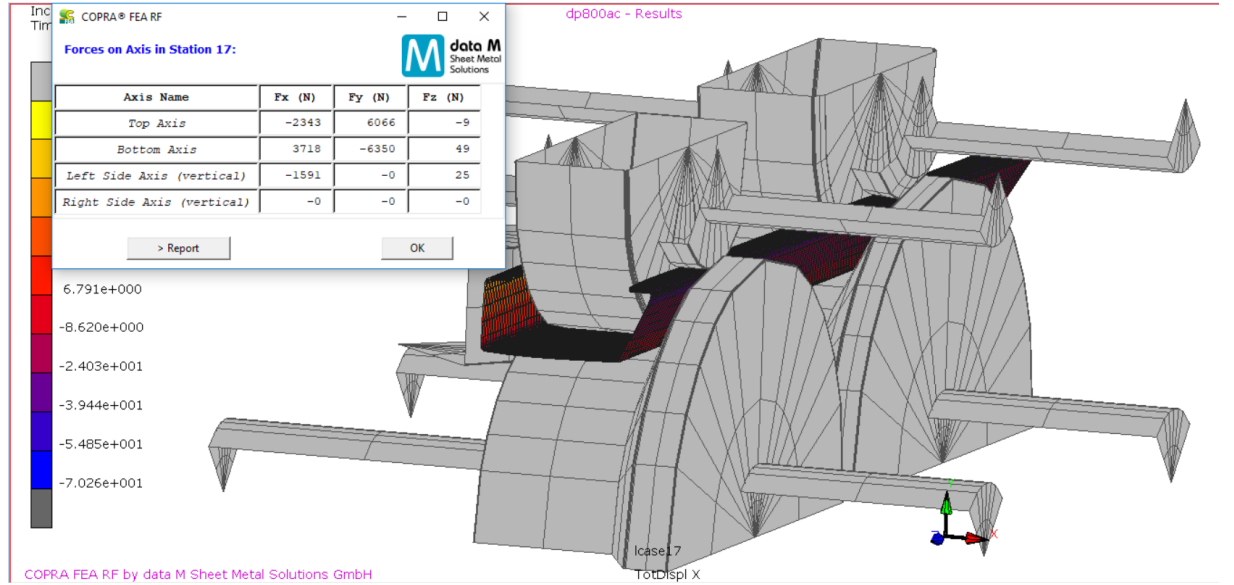 Inc
Tim
COPRA® FEA RF
dp800ac - Results
Forces on Axis in Station 17:
data M
Sheet Metal
Solutions
Axis Name Fx (N) Fy (N) Fz (N)
Top Axis -2343 6066 -9
Bottom Axis 3718 -6350 49
Left Side Axis (vertical) -1591 -0 25
Right Side Axis (vertical) -0 -0 -0
> Report OK
6.791e+000
-8.620e+000
-2.403e+001
-3.944e+001
-5.485e+001
-7.026e+001
Y
X
Z
lcase17
COPRA FEA RF by data M Sheet Metal Solutions GmbH
TotDispl X